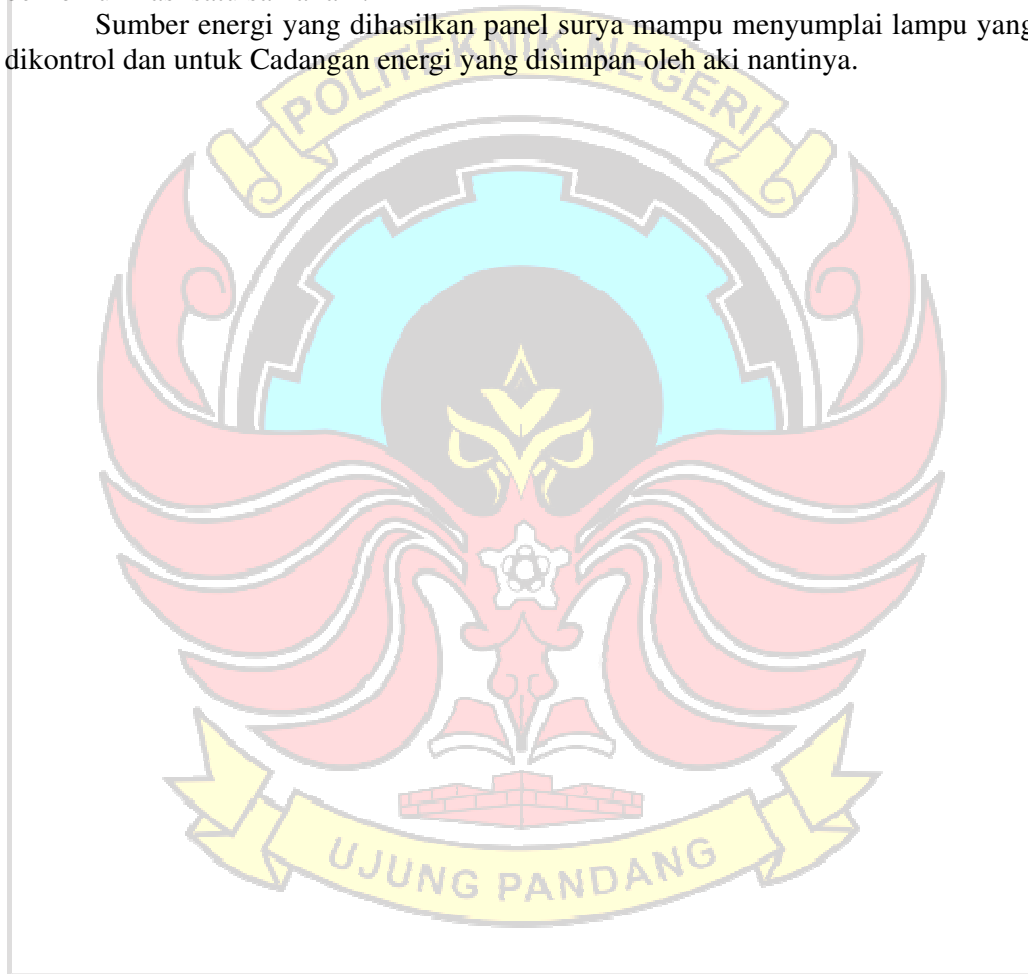 Sumber energi yang dihasilkan panel surya mampu menyumplai lampu yang
dikontrol dan untuk Cadangan energi yang disimpan oleh aki nantinya.
POLITEKNIK NEGERI
UJUNG PANDANG